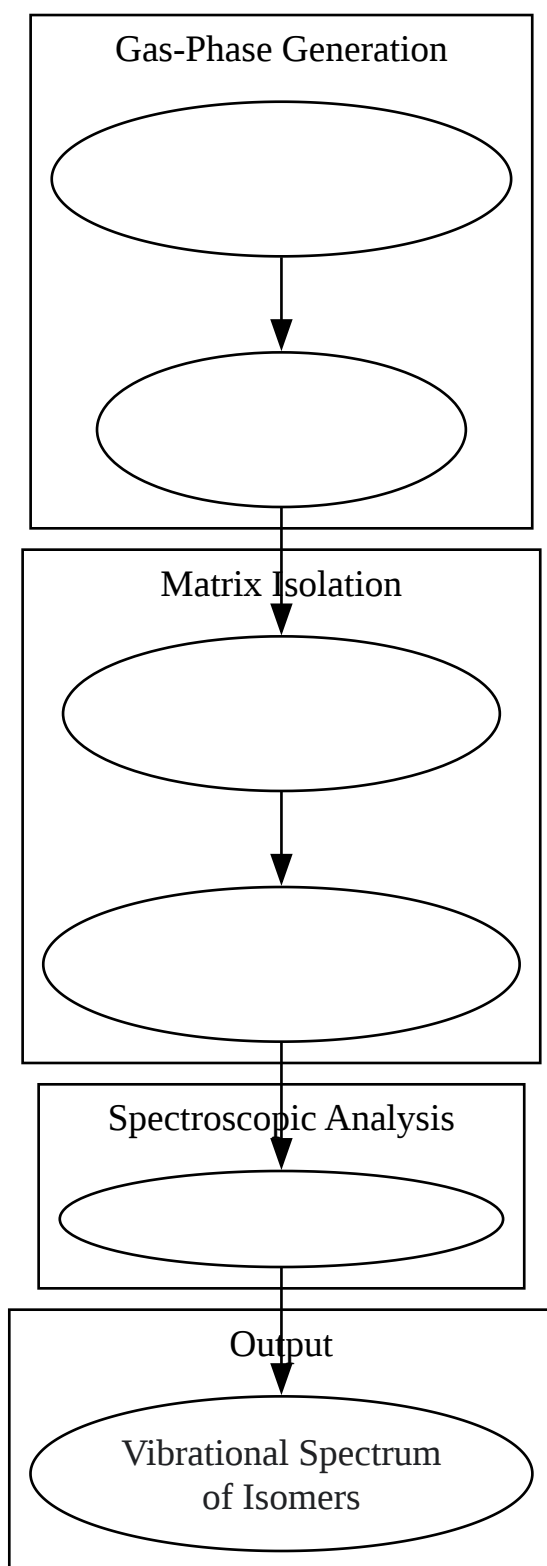 Gas-Phase Generation
Matrix Isolation
Spectroscopic Analysis
Output
Vibrational Spectrum
of Isomers